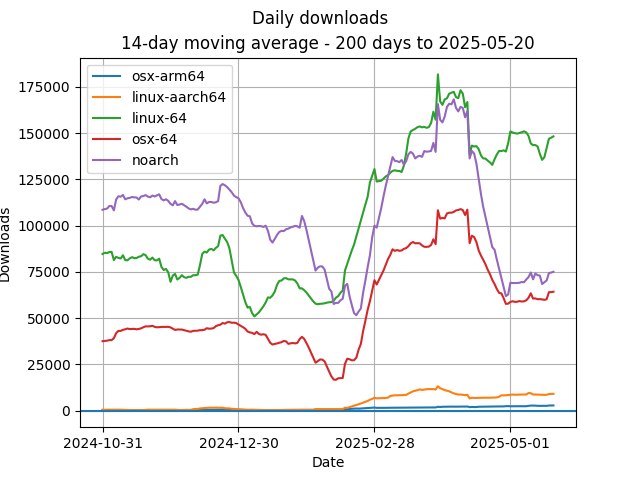 Daily downloads
14-day moving average - 200 days to 2025-05-20
osx-arm64
linux-aarch64
linux-64
osx-64
noarch
175000
150000
125000
100000
75000
50000
25000
0
Downloads
2024-10-31
2024-12-30
2025-02-28
2025-05-01
Date